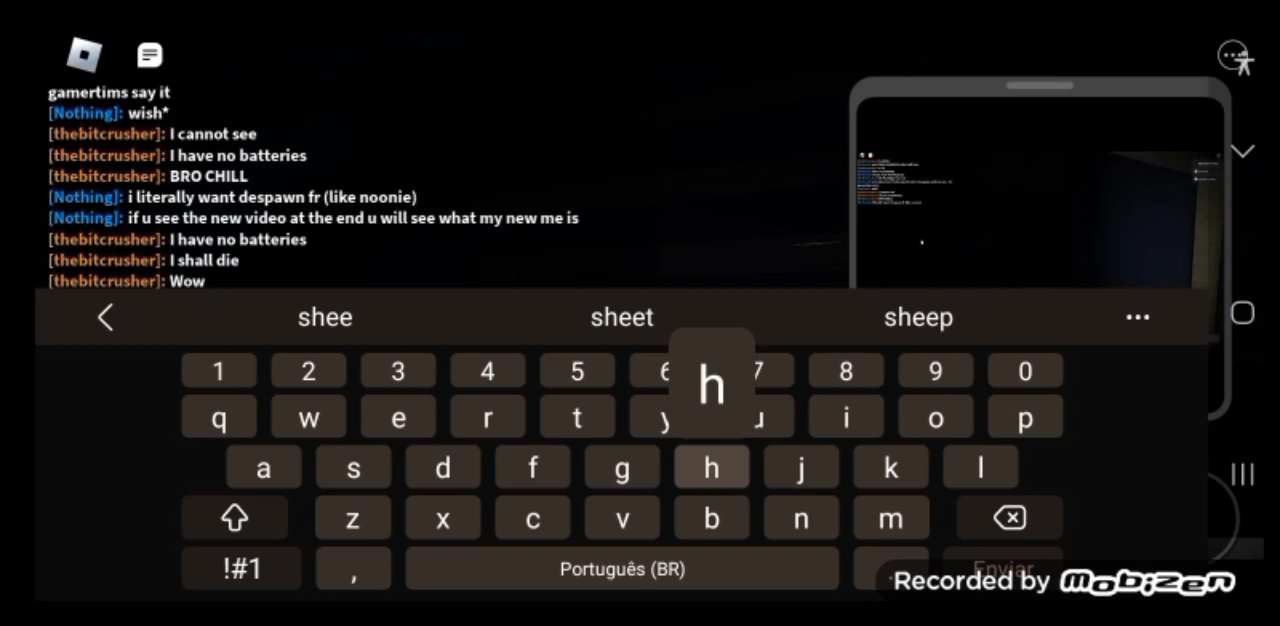 gamertims say it
[Nothing]: wish*
[thebitcrusher]: I cannot see
[thebitcrusher]: I have no batteries
[thebitcrusher]: BRO CHILL
[Nothing]: i literally want despawn fr (like noonie)
[Nothing]: if u see the new video at the end u will see what my new me is
[thebitcrusher]: I have no batteries
[thebitcrusher]: I shall die
[thebitcrusher]: Wow
shee sheet sheep
1 2 3 4 5 6 7 8 9 0
h
q w e r t y u i o p
a s d f g h j k l
z x c v b n m
!#1 , Português (BR) . Enviar
Recorded by mobizen